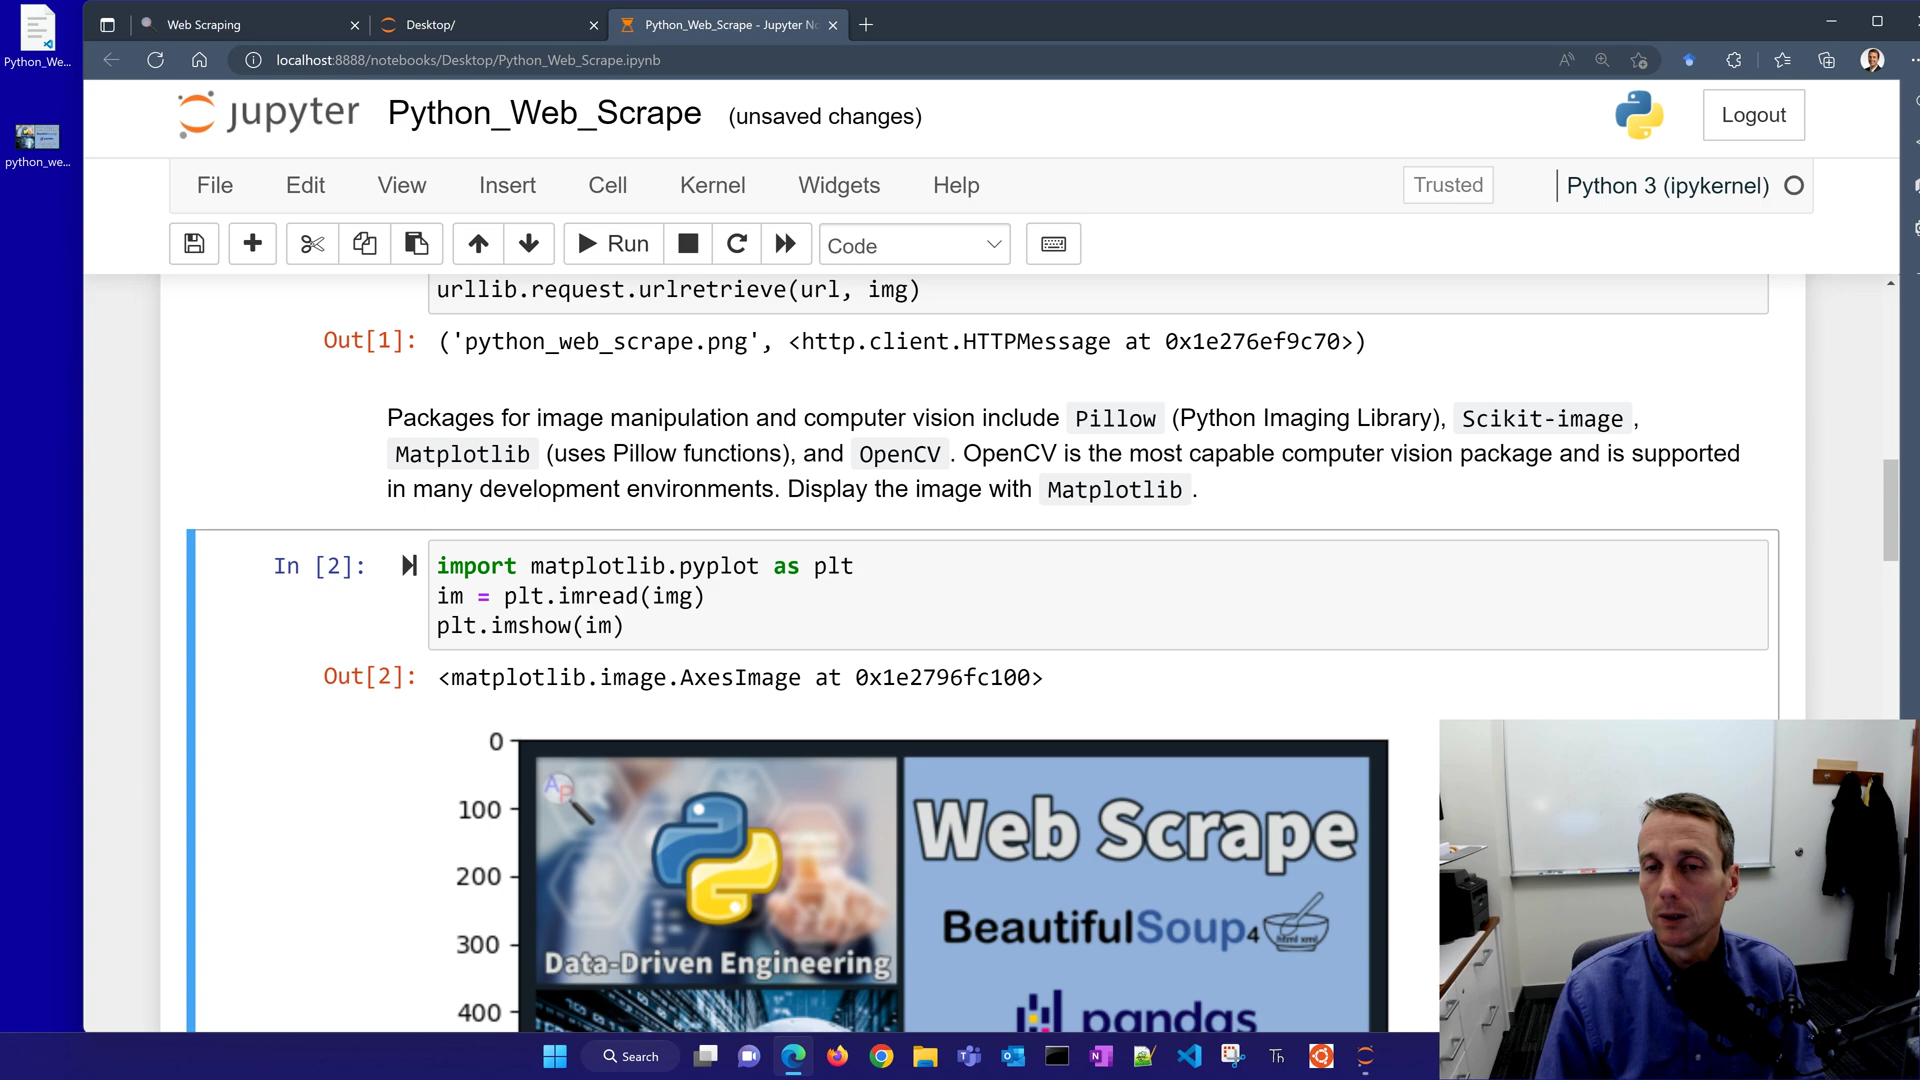 Python_We...
python_we...
Web Scraping
Desktop/
Python_Web_Scrape - Jupyter No
localhost:8888/notebooks/Desktop/Python_Web_Scrape.ipynb
jupyter Python_Web_Scrape (unsaved changes)
Logout
File Edit View Insert Cell Kernel Widgets Help
Trusted
Python 3 (ipykernel)
Run
Code
urllib.request.urlretrieve(url, img)
Out[1]: ('python_web_scrape.png', <http.client.HTTPMessage at 0x1e276ef9c70>)
Packages for image manipulation and computer vision include Pillow (Python Imaging Library), Scikit-image ,
Matplotlib (uses Pillow functions), and OpenCV . OpenCV is the most capable computer vision package and is supported
in many development environments. Display the image with Matplotlib .
In [2]: import matplotlib.pyplot as plt
im = plt.imread(img)
plt.imshow(im)
Out[2]: <matplotlib.image.AxesImage at 0x1e2796fc100>
0
100
200
300
400
AP
Data-Driven Engineering
Web Scrape
BeautifulSoup4
html xml
pandas
Search
Th